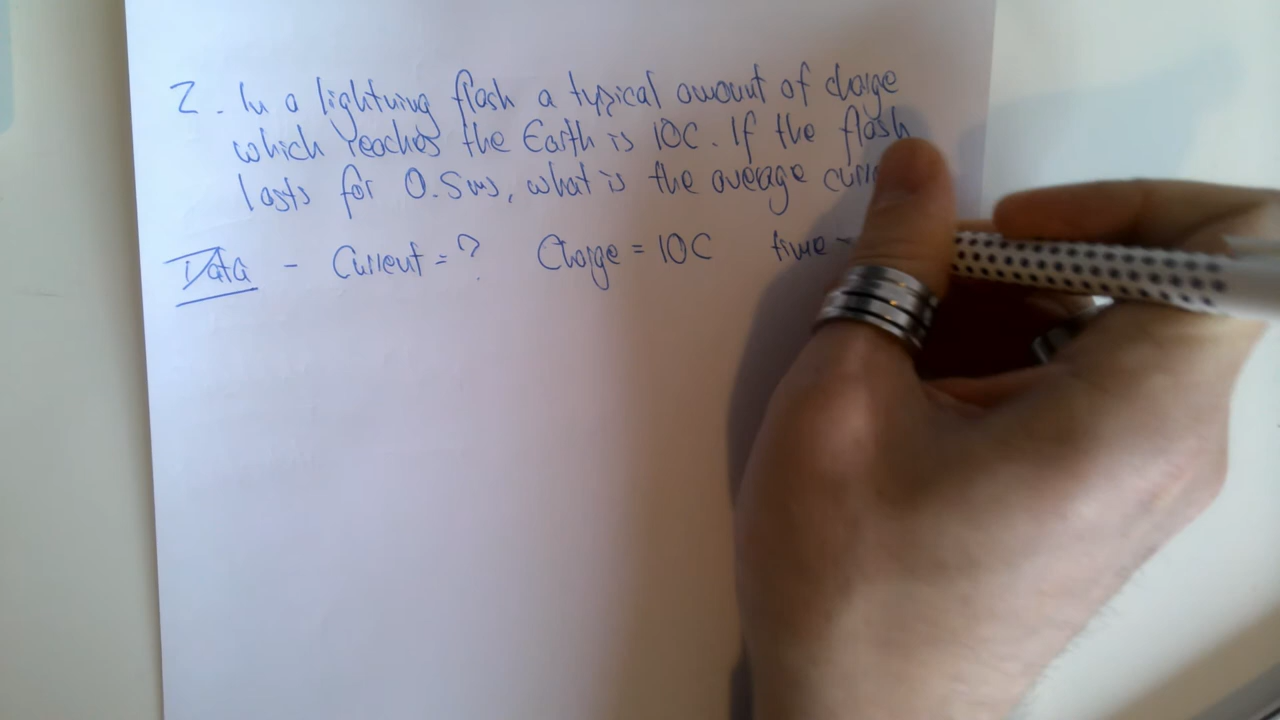 2. In a lightning flash a typical amount of charge
which reaches the Earth is 10C. If the flash
lasts for 0.5ms, what is the average
Data - Current = ? Charge = 10C time =